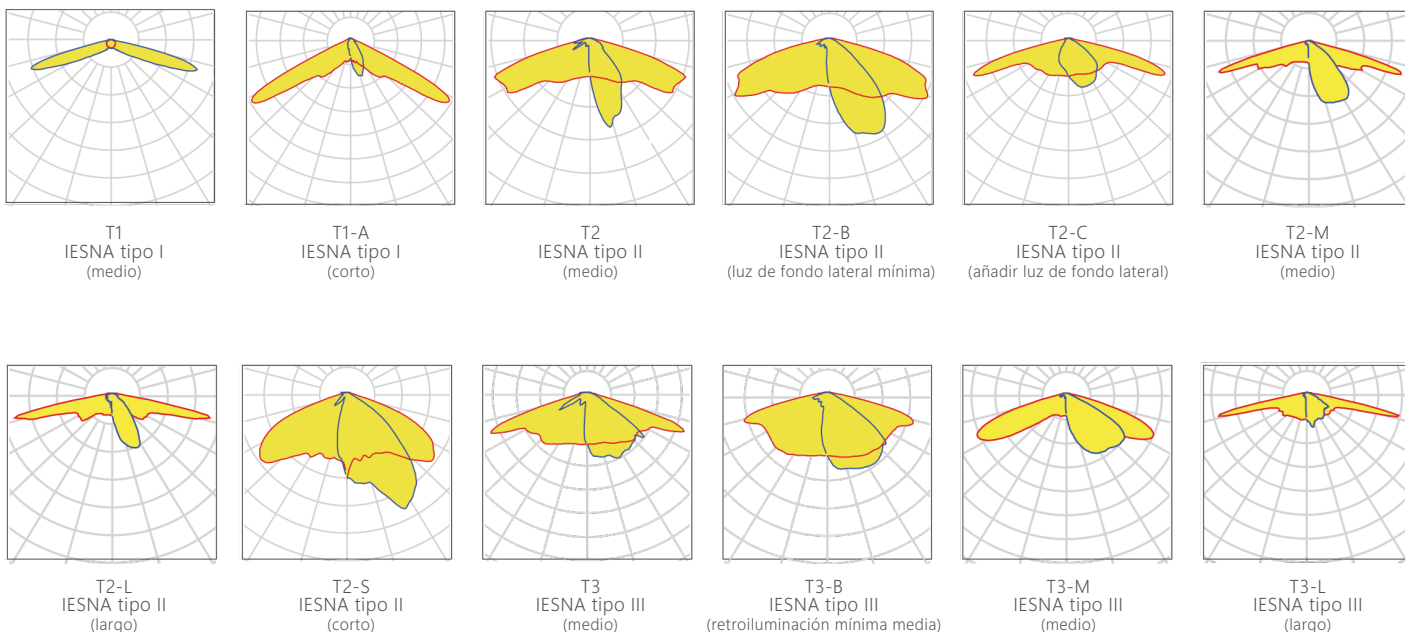 T1
IESNA tipo I
(medio)
T1-A
IESNA tipo I
(corto)
T2
IESNA tipo II
(medio)
T2-B
IESNA tipo II
(luz de fondo lateral mínima)
T2-C
IESNA tipo II
(añadir luz de fondo lateral)
T2-M
IESNA tipo II
(medio)
T2-L
IESNA tipo II
(largo)
T2-S
IESNA tipo II
(corto)
T3
IESNA tipo III
(medio)
T3-B
IESNA tipo III
(retroiluminación mínima media)
T3-M
IESNA tipo III
(medio)
T3-L
IESNA tipo III
(largo)